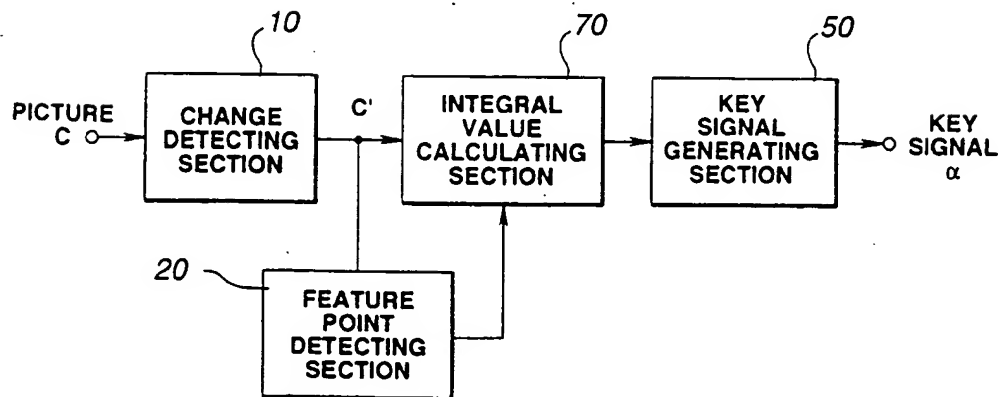 10
70
50
PICTURE
C
CHANGE
DETECTING
SECTION
C'
INTEGRAL
VALUE
CALCULATING
SECTION
KEY
SIGNAL
GENERATING
SECTION
KEY
SIGNAL
α
20
FEATURE
POINT
DETECTING
SECTION